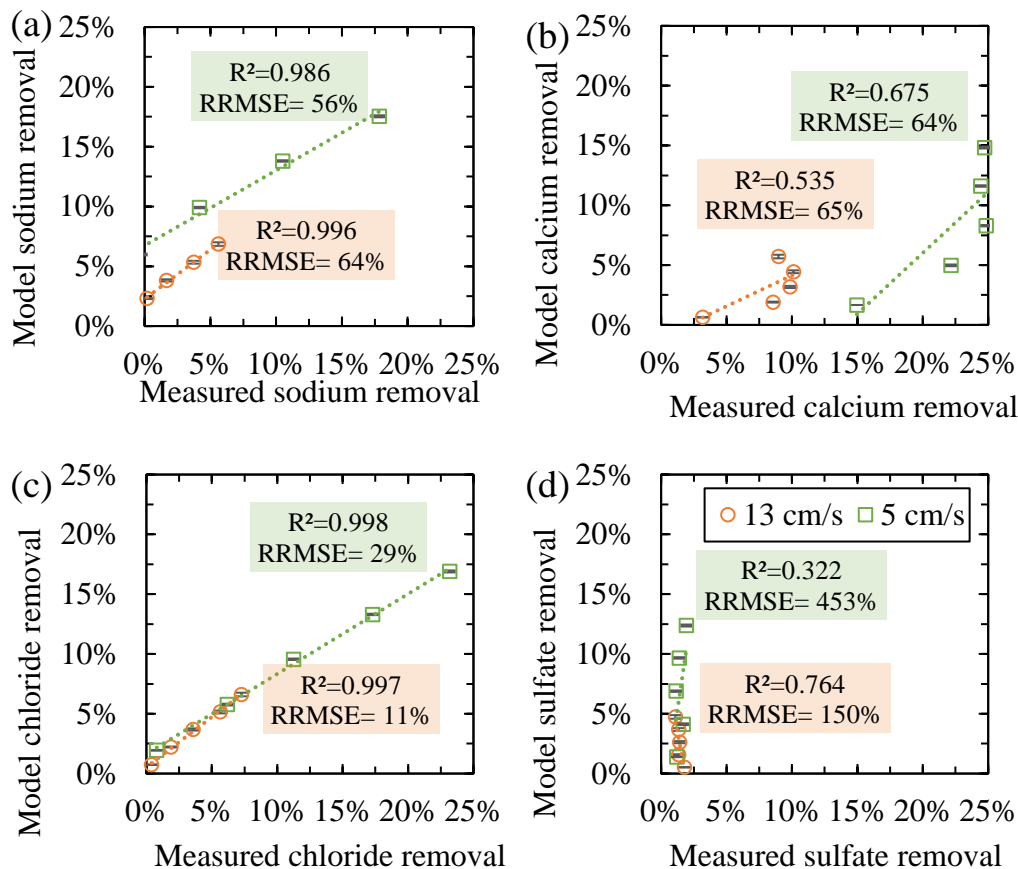 (a)
25%
20%
15%
10%
5%
0%
Model sodium removal
R²=0.986
RRMSE= 56%
R²=0.996
RRMSE= 64%
0% 5% 10% 15% 20% 25%
Measured sodium removal
(b)
25%
20%
15%
10%
5%
0%
Model calcium removal
R²=0.675
RRMSE= 64%
R²=0.535
RRMSE= 65%
0% 5% 10% 15% 20% 25%
Measured calcium removal
(c)
25%
20%
15%
10%
5%
0%
Model chloride removal
R²=0.998
RRMSE= 29%
R²=0.997
RRMSE= 11%
0% 5% 10% 15% 20% 25%
Measured chloride removal
(d)
25%
20%
15%
10%
5%
0%
Model sulfate removal
13 cm/s 5 cm/s
R²=0.322
RRMSE= 453%
R²=0.764
RRMSE= 150%
0% 5% 10% 15% 20% 25%
Measured sulfate removal